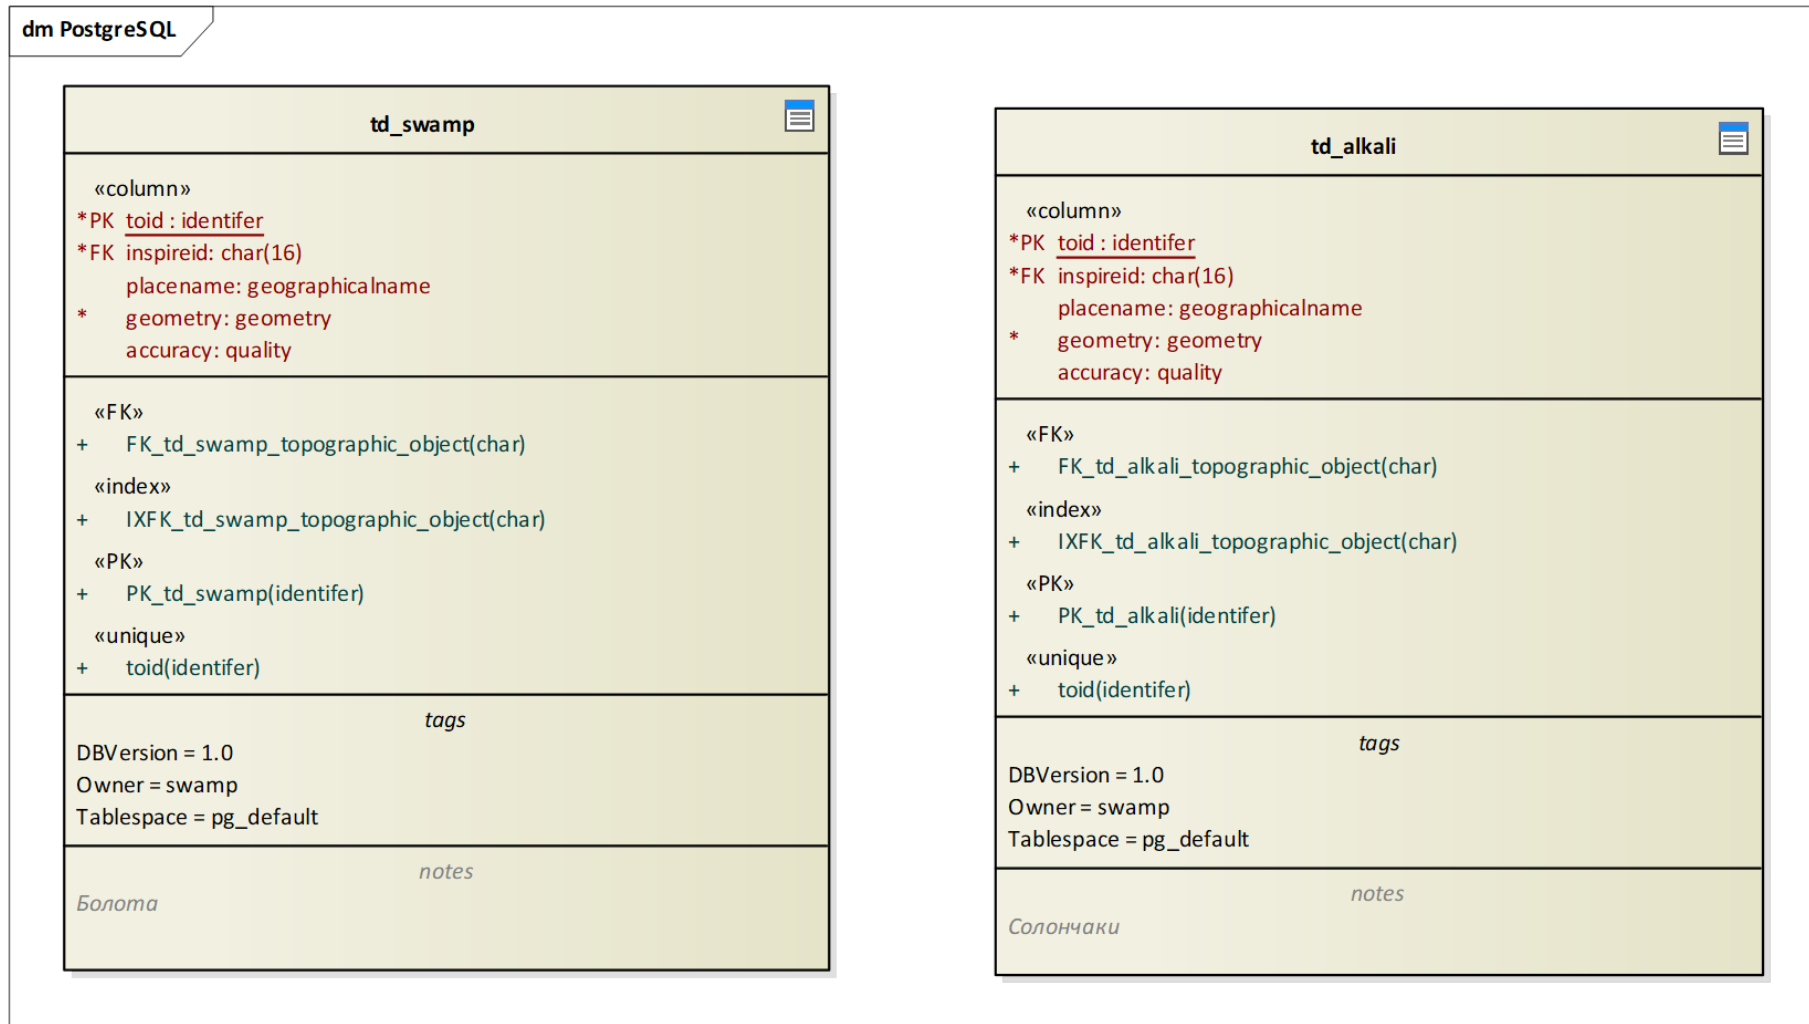 dm PostgreSQL
td_swamp
«column»
*PK toid : identifer
*FK inspireid: char(16)
placename: geographicalname
* geometry: geometry
accuracy: quality
«FK»
+ FK_td_swamp_topographic_object(char)
«index»
+ IXFK_td_swamp_topographic_object(char)
«PK»
+ PK_td_swamp(identifer)
«unique»
+ toid(identifer)
tags
DBVersion = 1.0
Owner = swamp
Tablespace = pg_default
notes
Болота
td_alkali
«column»
*PK toid : identifer
*FK inspireid: char(16)
placename: geographicalname
* geometry: geometry
accuracy: quality
«FK»
+ FK_td_alkali_topographic_object(char)
«index»
+ IXFK_td_alkali_topographic_object(char)
«PK»
+ PK_td_alkali(identifer)
«unique»
+ toid(identifer)
tags
DBVersion = 1.0
Owner = swamp
Tablespace = pg_default
notes
Солончаки